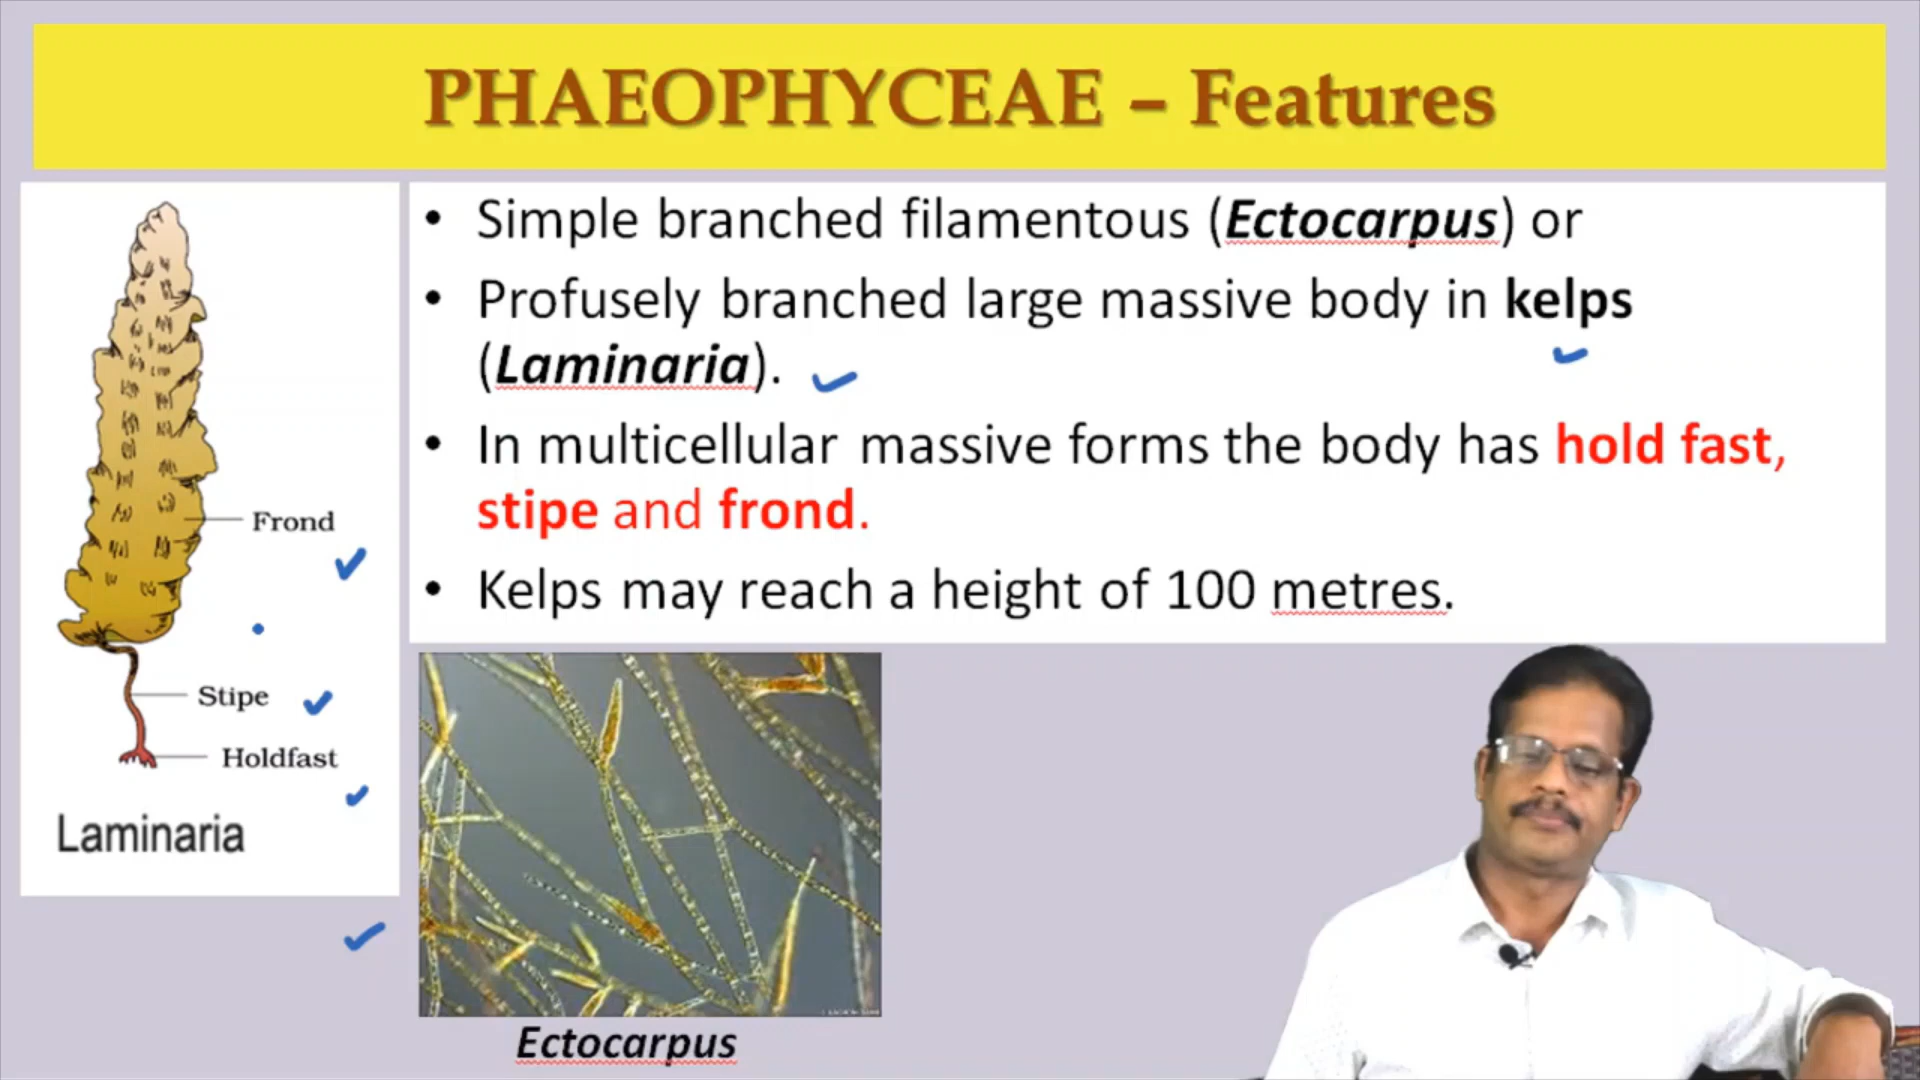 PHAEOPHYCEAE – Features
• Simple branched filamentous (Ectocarpus) or
• Profusely branched large massive body in kelps
(Laminaria).
• In multicellular massive forms the body has hold fast,
stipe and frond.
• Kelps may reach a height of 100 metres.
Frond
Stipe
Holdfast
Laminaria
Ectocarpus